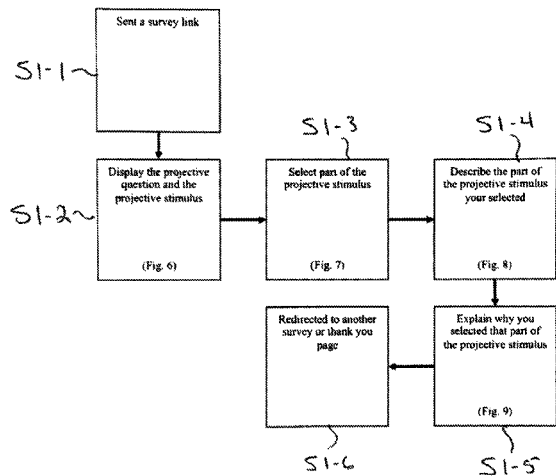 Sent a survey link
S1-1
S1-3
S1-4
Display the projective
question and the
projective stimulus
(Fig. 6)
S1-2
Select part of the
projective stimulus
(Fig. 7)
Describe the part of
the projective stimulus
your selected
(Fig. 8)
Redirected to another
survey or thank you
page
Explain why you
selected that part of
the projective stimulus
(Fig. 9)
S1-6
S1-5